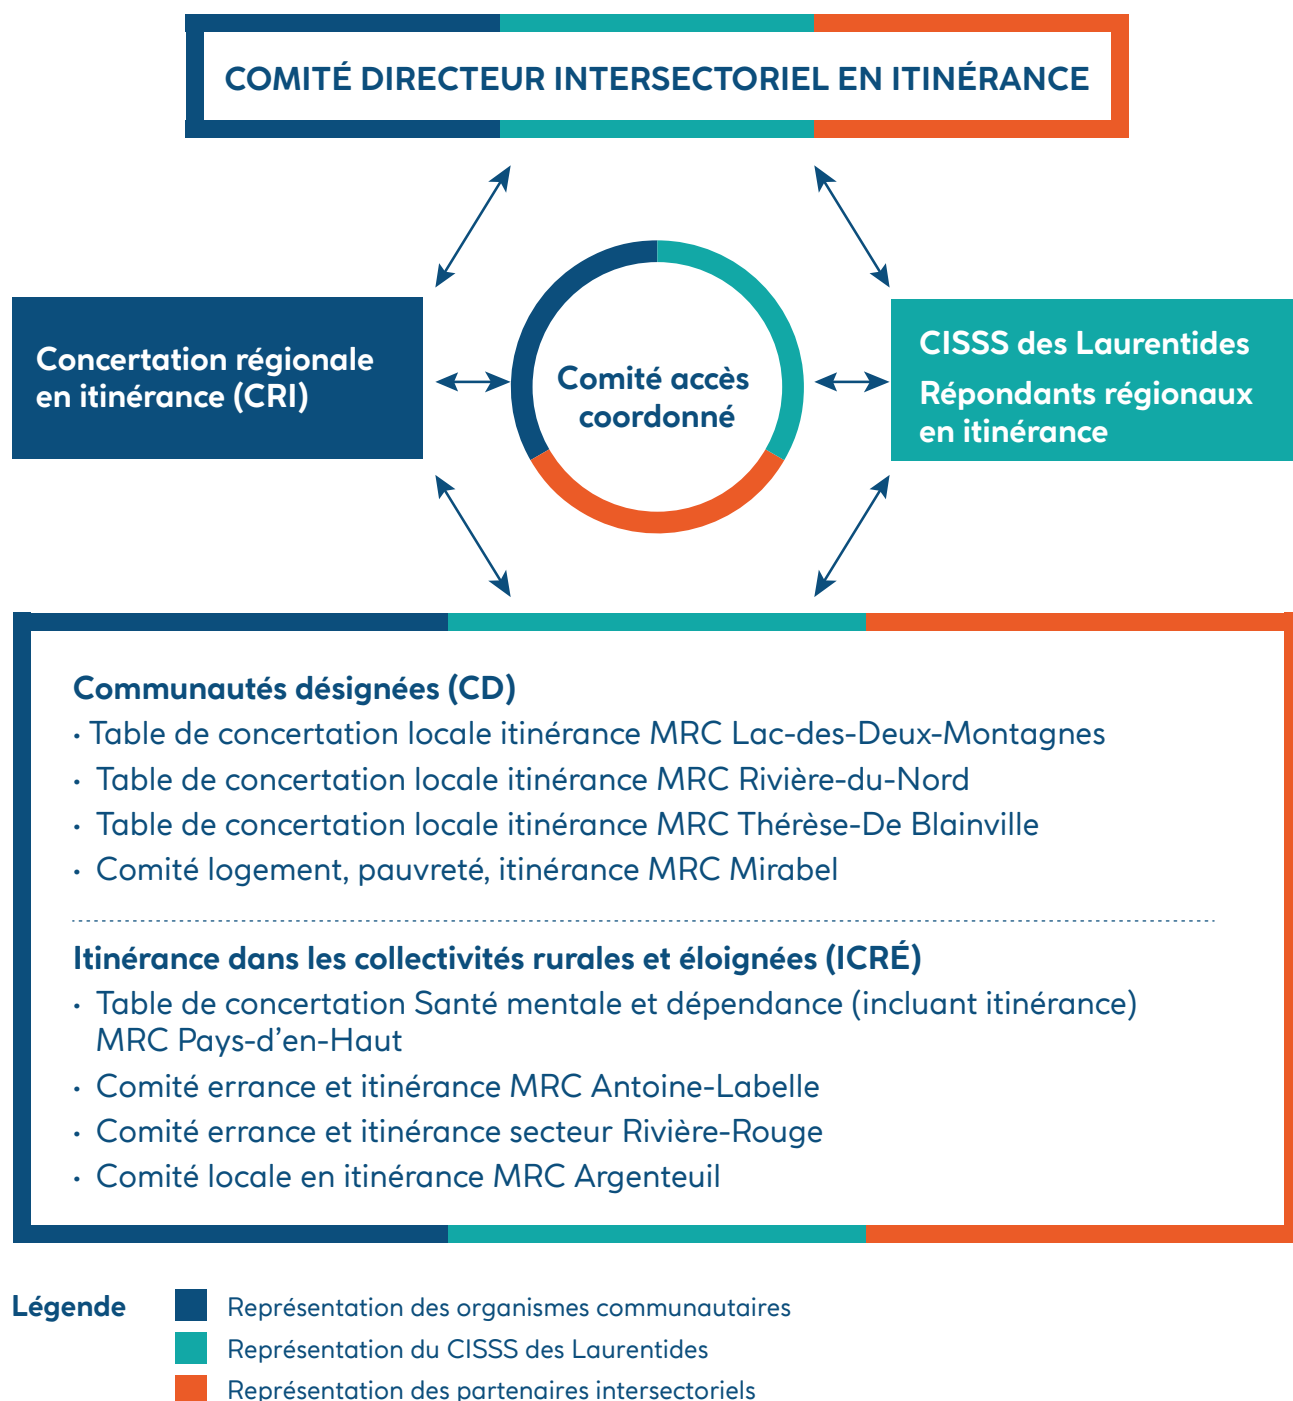 COMITÉ DIRECTEUR INTERSECTORIEL EN ITINÉRANCE
Concertation régionale
en itinérance (CRI)
Comité accès
coordonné
CISSS des Laurentides
Répondants régionaux
en itinérance
Communautés désignées (CD)
· Table de concertation locale itinérance MRC Lac-des-Deux-Montagnes
· Table de concertation locale itinérance MRC Rivière-du-Nord
· Table de concertation locale itinérance MRC Thérèse-De Blainville
· Comité logement, pauvreté, itinérance MRC Mirabel
Itinérance dans les collectivités rurales et éloignées (ICRÉ)
· Table de concertation Santé mentale et dépendance (incluant itinérance)
MRC Pays-d’en-Haut
· Comité errance et itinérance MRC Antoine-Labelle
· Comité errance et itinérance secteur Rivière-Rouge
· Comité locale en itinérance MRC Argenteuil
Légende
Représentation des organismes communautaires
Représentation du CISSS des Laurentides
Représentation des partenaires intersectoriels